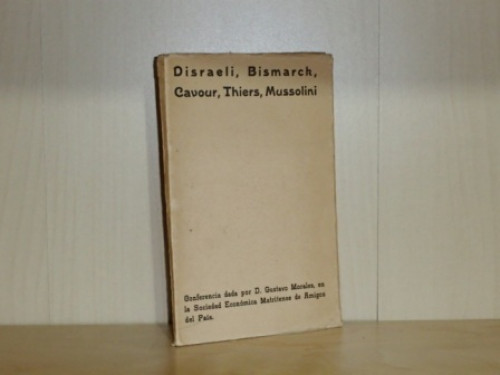 Disraeli, Bismarch,
Cavour, Thiers, Mussolini
Conferencia dada por D. Gustavo Morales, en
la Sociedad Económica Matritense de Amigos
del País.